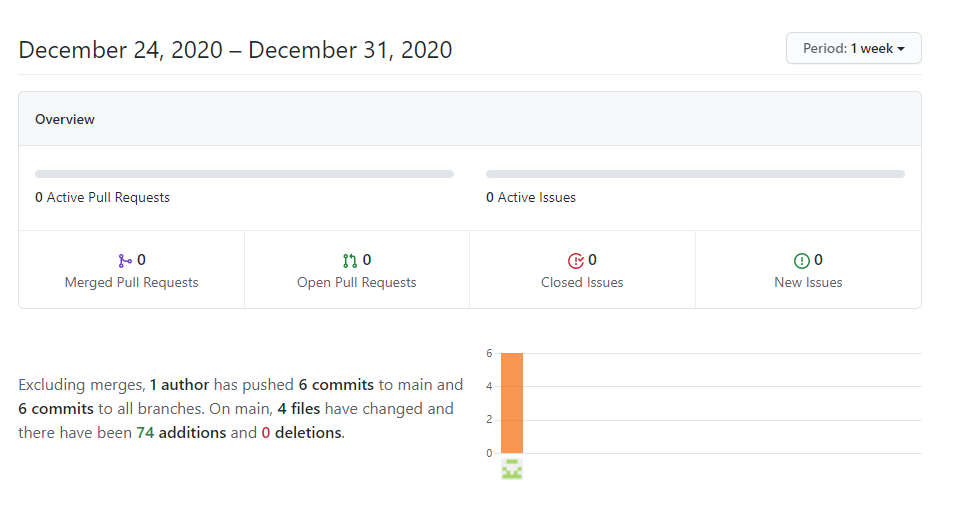 December 24, 2020 – December 31, 2020
Period: 1 week
Overview
0 Active Pull Requests
0 Active Issues
0
Merged Pull Requests
0
Open Pull Requests
0
Closed Issues
0
New Issues
Excluding merges, 1 author has pushed 6 commits to main and
6 commits to all branches. On main, 4 files have changed and
there have been 74 additions and 0 deletions.
6
4
2
0